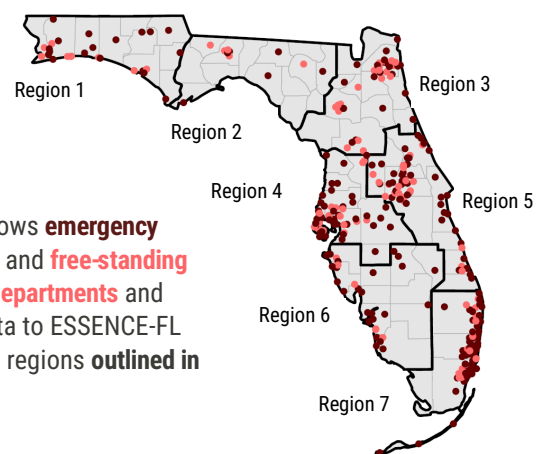 Region 1
Region 2
Region 3
Region 4
Region 5
ows emergency
and free-standing
epartments and
ta to ESSENCE-FL
regions outlined in
Region 6
Region 7